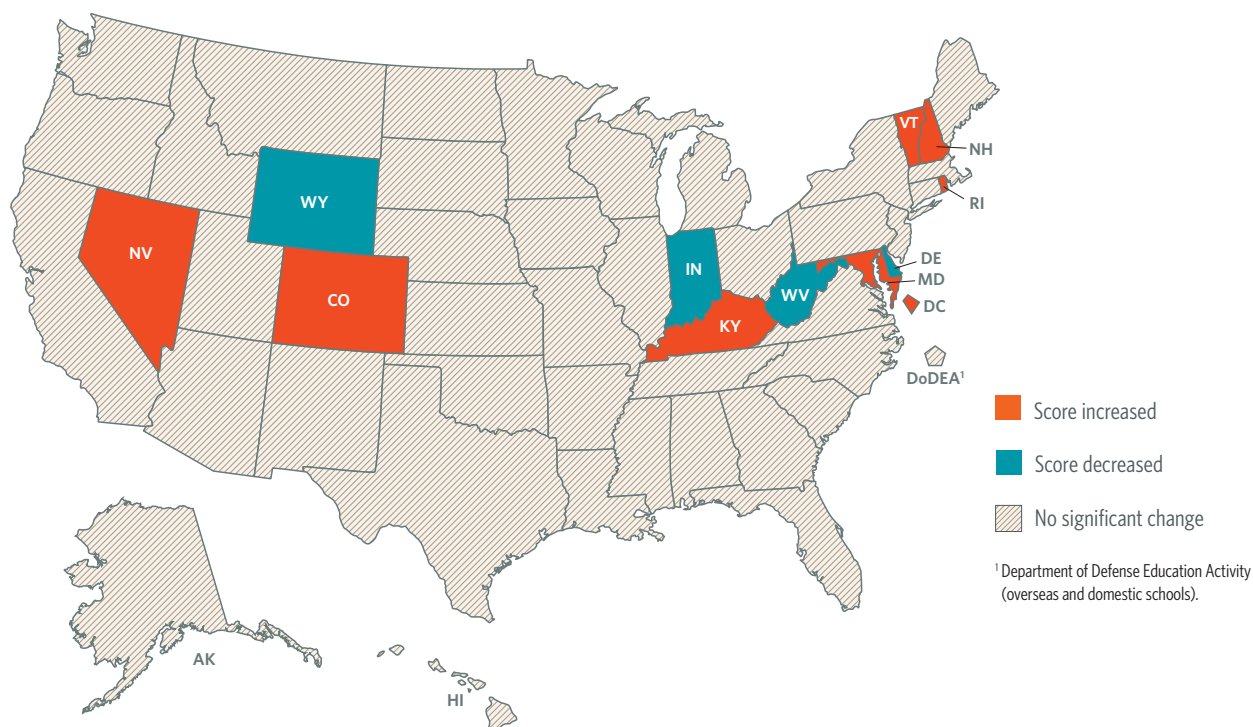 VT
NH
RI
WY
NV
CO
IN
WV
KY
DE
MD
DC
DoDEA¹
Score increased
Score decreased
No significant change
¹ Department of Defense Education Activity
(overseas and domestic schools).
AK
HI